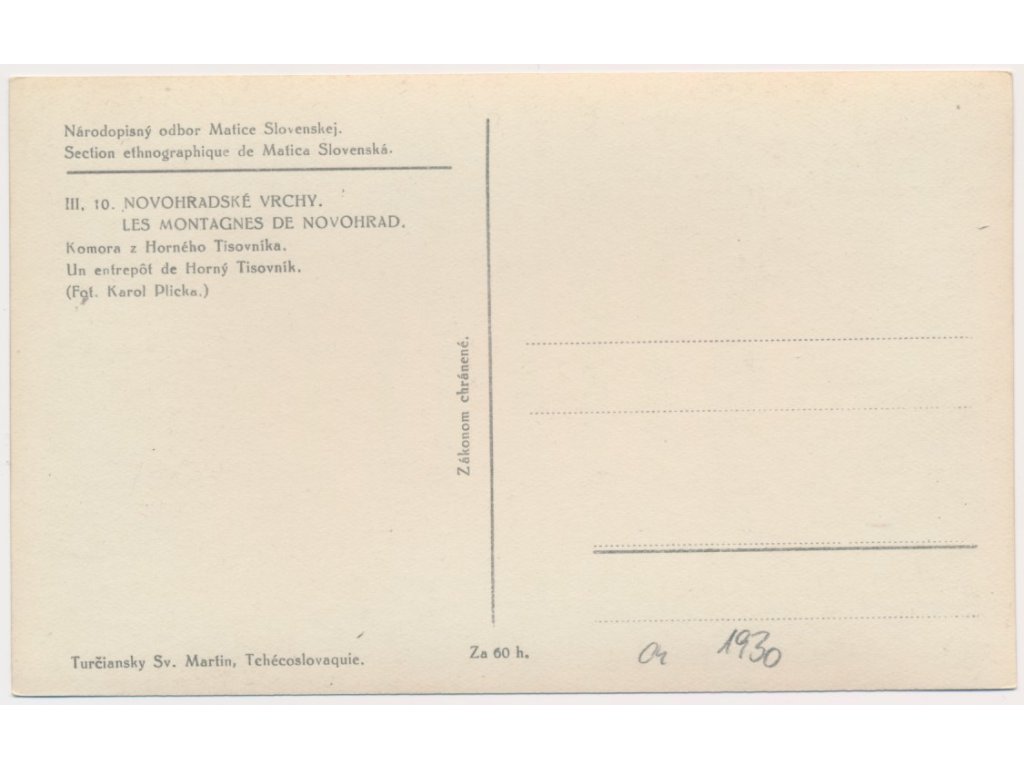 Národopisný odbor Matice Slovenskej.
Section ethnographique de Matica Slovenská.
III, 10. NOVOHRADSKÉ VRCHY.
LES MONTAGNES DE NOVOHRAD.
Komora z Horného Tisovníka.
Un entrepôt de Horný Tisovník.
(Fot. Karol Plicka.)
Zákonom chránené.
Turčiansky Sv. Martin, Tchécoslovaquie.
Za 60 h.
1930